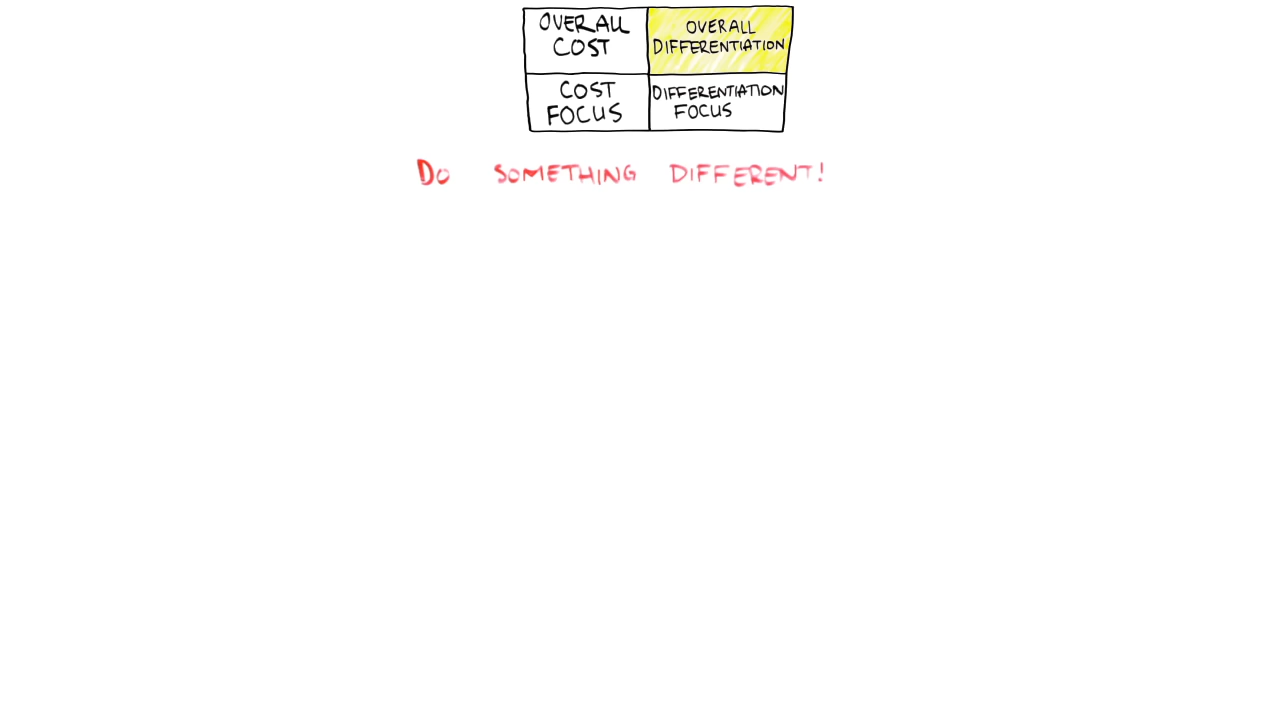 OVERALL
COST
OVERALL
DIFFERENTIATION
COST
FOCUS
DIFFERENTIATION
FOCUS
DO SOMETHING DIFFERENT!